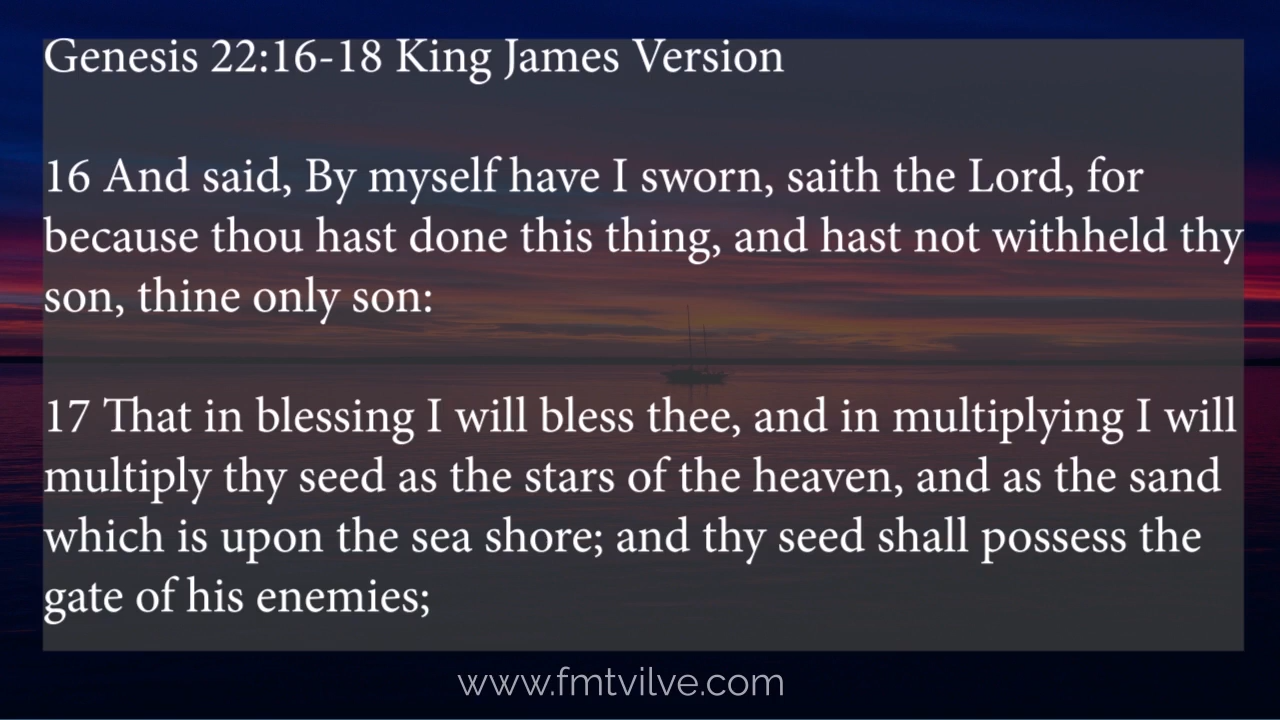 Genesis 22:16-18 King James Version
16 And said, By myself have I sworn, saith the Lord, for
because thou hast done this thing, and hast not withheld thy
son, thine only son:
17 That in blessing I will bless thee, and in multiplying I will
multiply thy seed as the stars of the heaven, and as the sand
which is upon the sea shore; and thy seed shall possess the
gate of his enemies;
www.fmtvilve.com